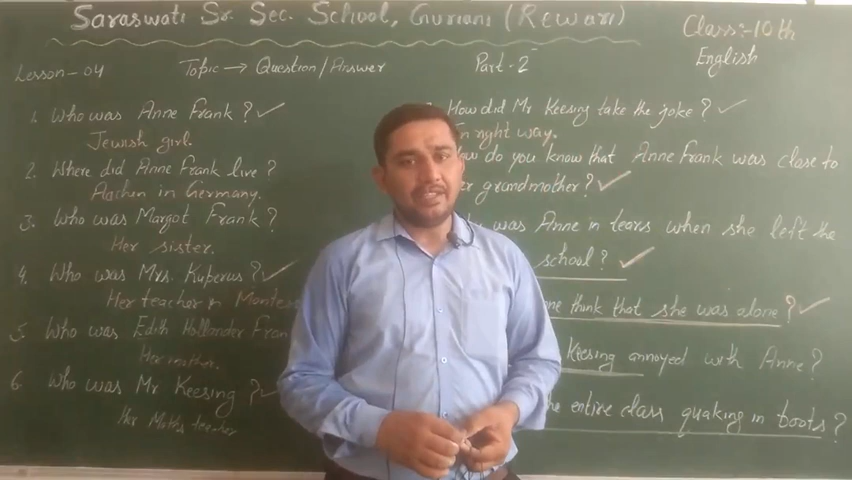 Saraswati Sr. Sec. School, Guriani (Rewari)
Class:-10th
English
Lesson-04 Topic → Question/Answer Part-2
1. Who was Anne Frank? ✓
Jewish girl.
2. Where did Anne Frank live?
Aachen in Germany.
3. Who was Margot Frank?
Her sister.
4. Who was Mrs. Kuperus? ✓
Her teacher in
5. Who was Edith Hollander
Her mother.
6. Who was Mr Keesing? ✓
Her Maths teacher
How did Mr Keesing take the joke? ✓
right way.
do you know that Anne Frank was close to
grandmother? ✓
was Anne in tears when she left the
school? ✓
think that she was alone? ✓
Keesing annoyed with Anne?
entire class quaking in boots?